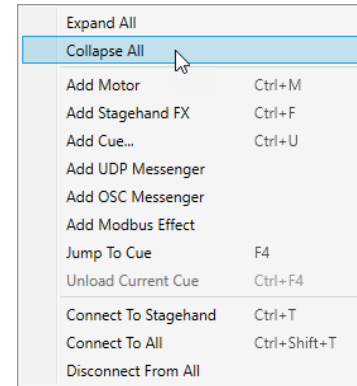 Expand All
Collapse All
Add Motor Ctrl+M
Add Stagehand FX Ctrl+F
Add Cue... Ctrl+U
Add UDP Messenger
Add OSC Messenger
Add Modbus Effect
Jump To Cue F4
Unload Current Cue Ctrl+F4
Connect To Stagehand Ctrl+T
Connect To All Ctrl+Shift+T
Disconnect From All